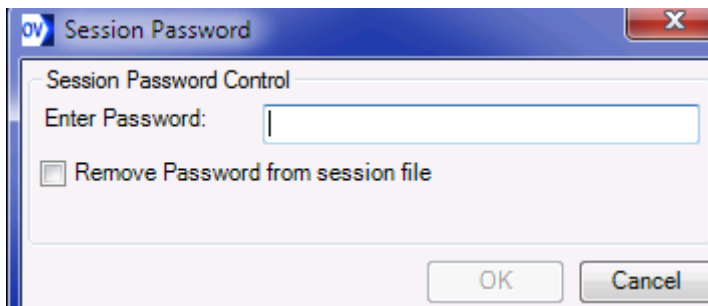 OV Session Password
Session Password Control
Enter Password:
Remove Password from session file
OK Cancel